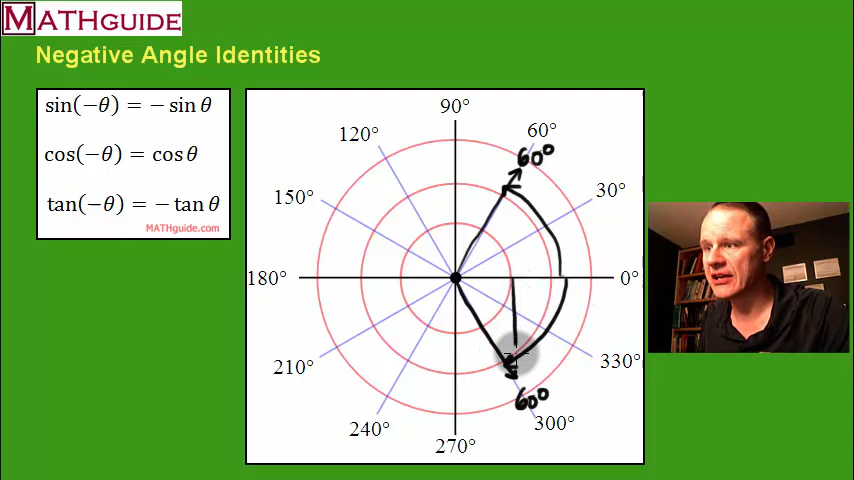 MATHGUIDE
Negative Angle Identities
sin(−θ) = − sin θ
cos(−θ) = cos θ
tan(−θ) = − tan θ
MATHguide.com
90°
120°
60°
60°
150°
30°
180°
0°
210°
330°
60°
240°
300°
270°